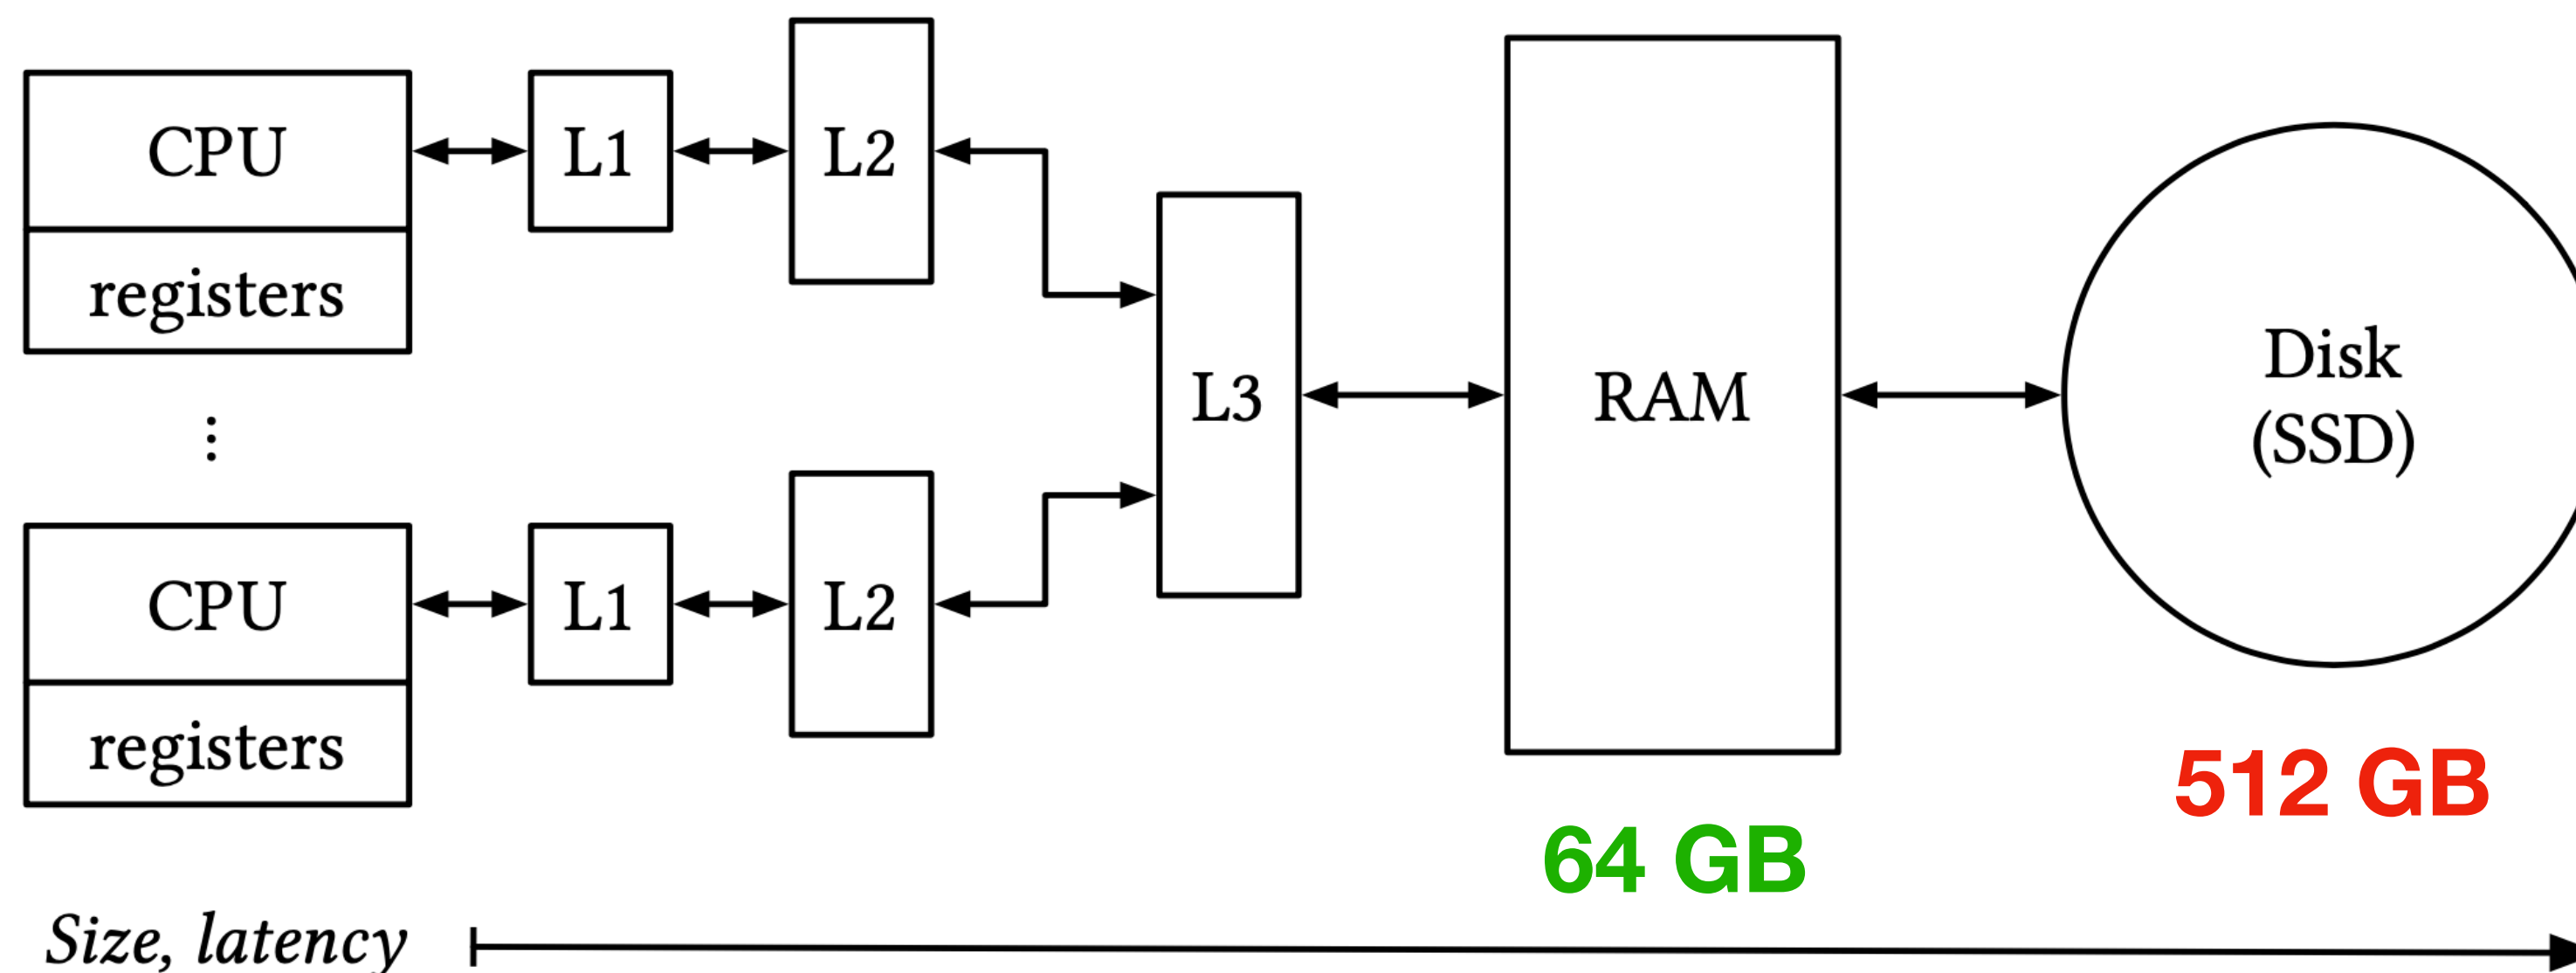 CPU
registers
L1
L2
⋮
CPU
registers
L1
L2
L3
RAM
64 GB
Disk
(SSD)
512 GB
Size, latency